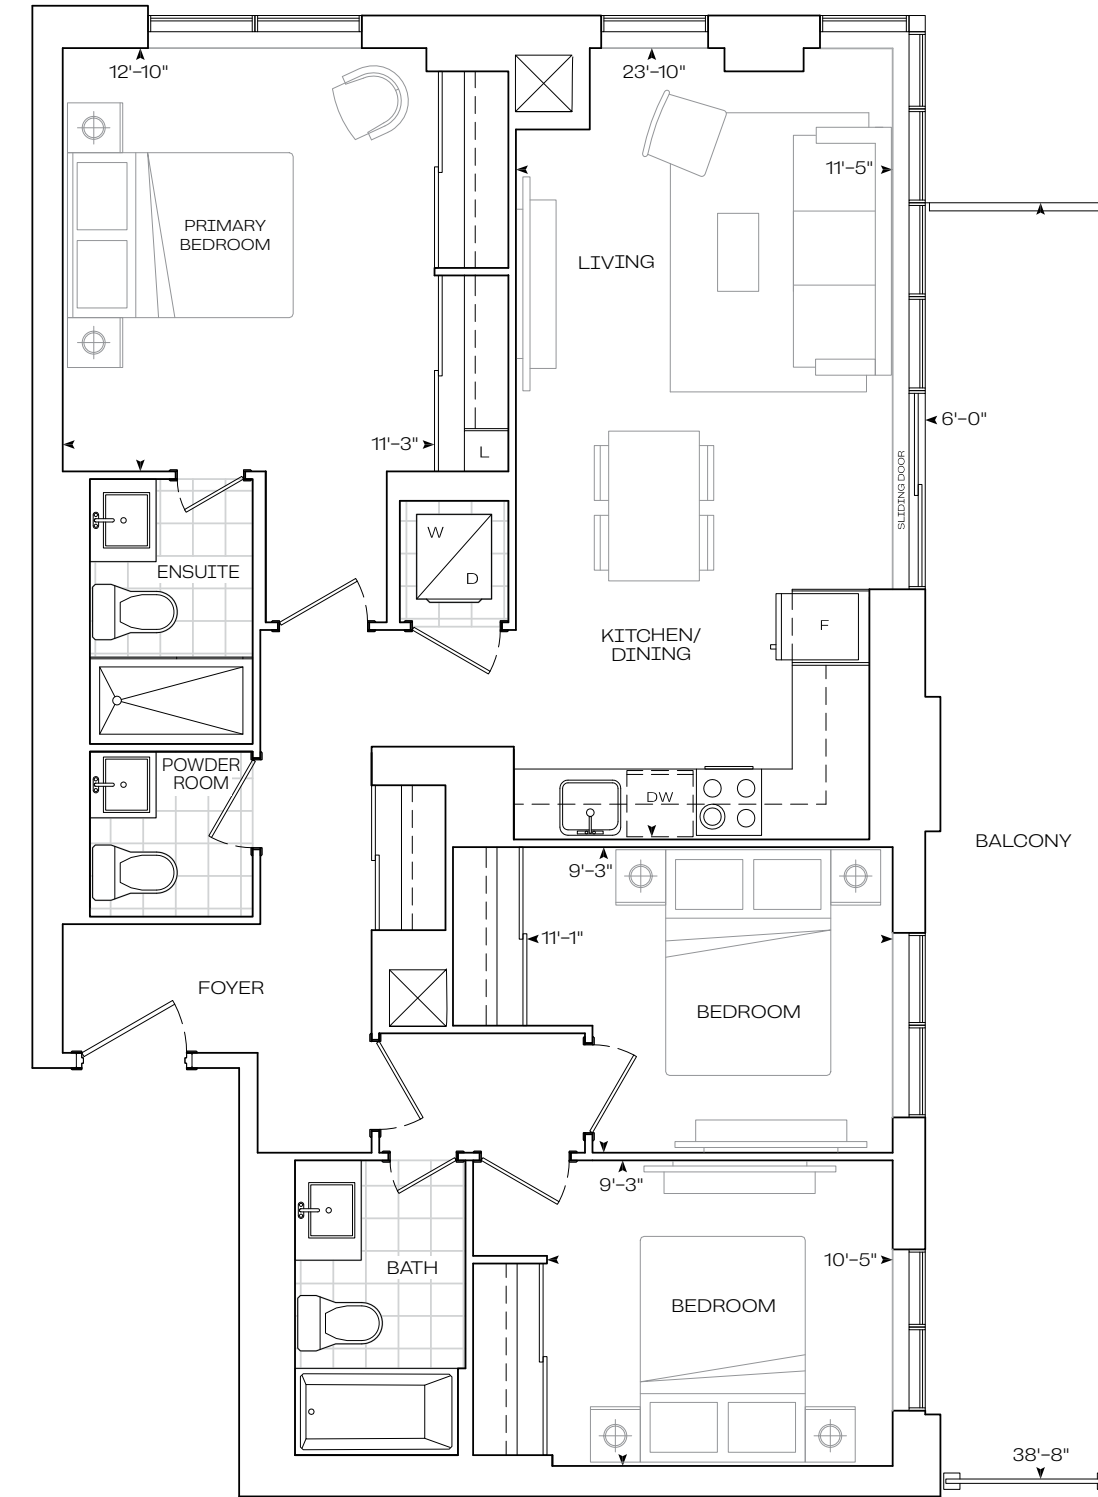 12'-10"
23'-10"
11'-5"
PRIMARY
BEDROOM
LIVING
6'-0"
11'-3"
L
SLIDING DOOR
W
D
ENSUITE
F
KITCHEN/
DINING
POWDER
ROOM
DW
BALCONY
9'-3"
11'-1"
FOYER
BEDROOM
9'-3"
10'-5"
BATH
BEDROOM
38'-8"